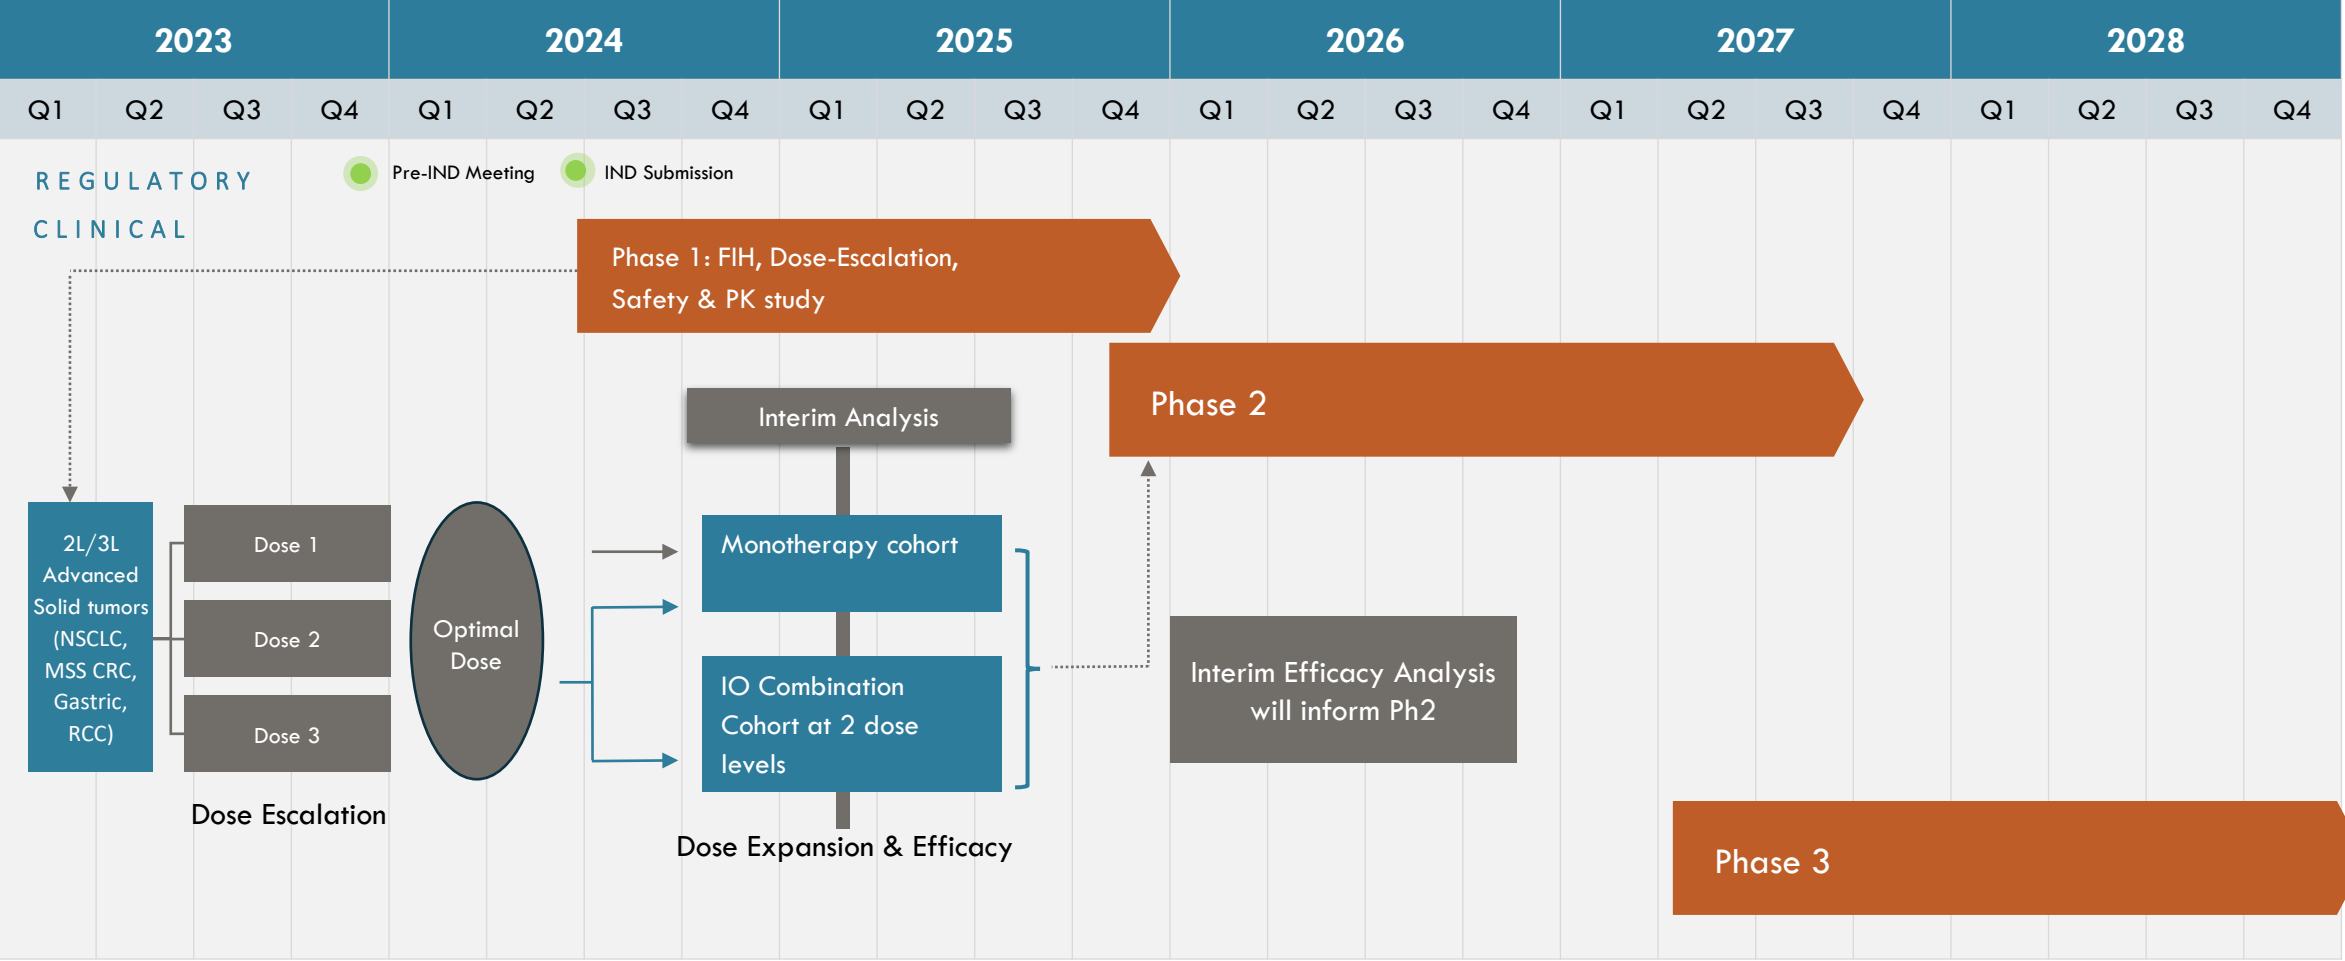 2023 2024 2025 2026 2027 2028
Q1 Q2 Q3 Q4 Q1 Q2 Q3 Q4 Q1 Q2 Q3 Q4 Q1 Q2 Q3 Q4 Q1 Q2 Q3 Q4 Q1 Q2 Q3 Q4
REGULATORY
Pre-IND Meeting
IND Submission
CLINICAL
Phase 1: FIH, Dose-Escalation,
Safety & PK study
Phase 2
Interim Analysis
2L/3L
Advanced
Solid tumors
(NSCLC,
MSS CRC,
Gastric,
RCC)
Dose 1
Dose 2
Dose 3
Dose Escalation
Optimal
Dose
Monotherapy cohort
IO Combination
Cohort at 2 dose
levels
Dose Expansion & Efficacy
Interim Efficacy Analysis
will inform Ph2
Phase 3